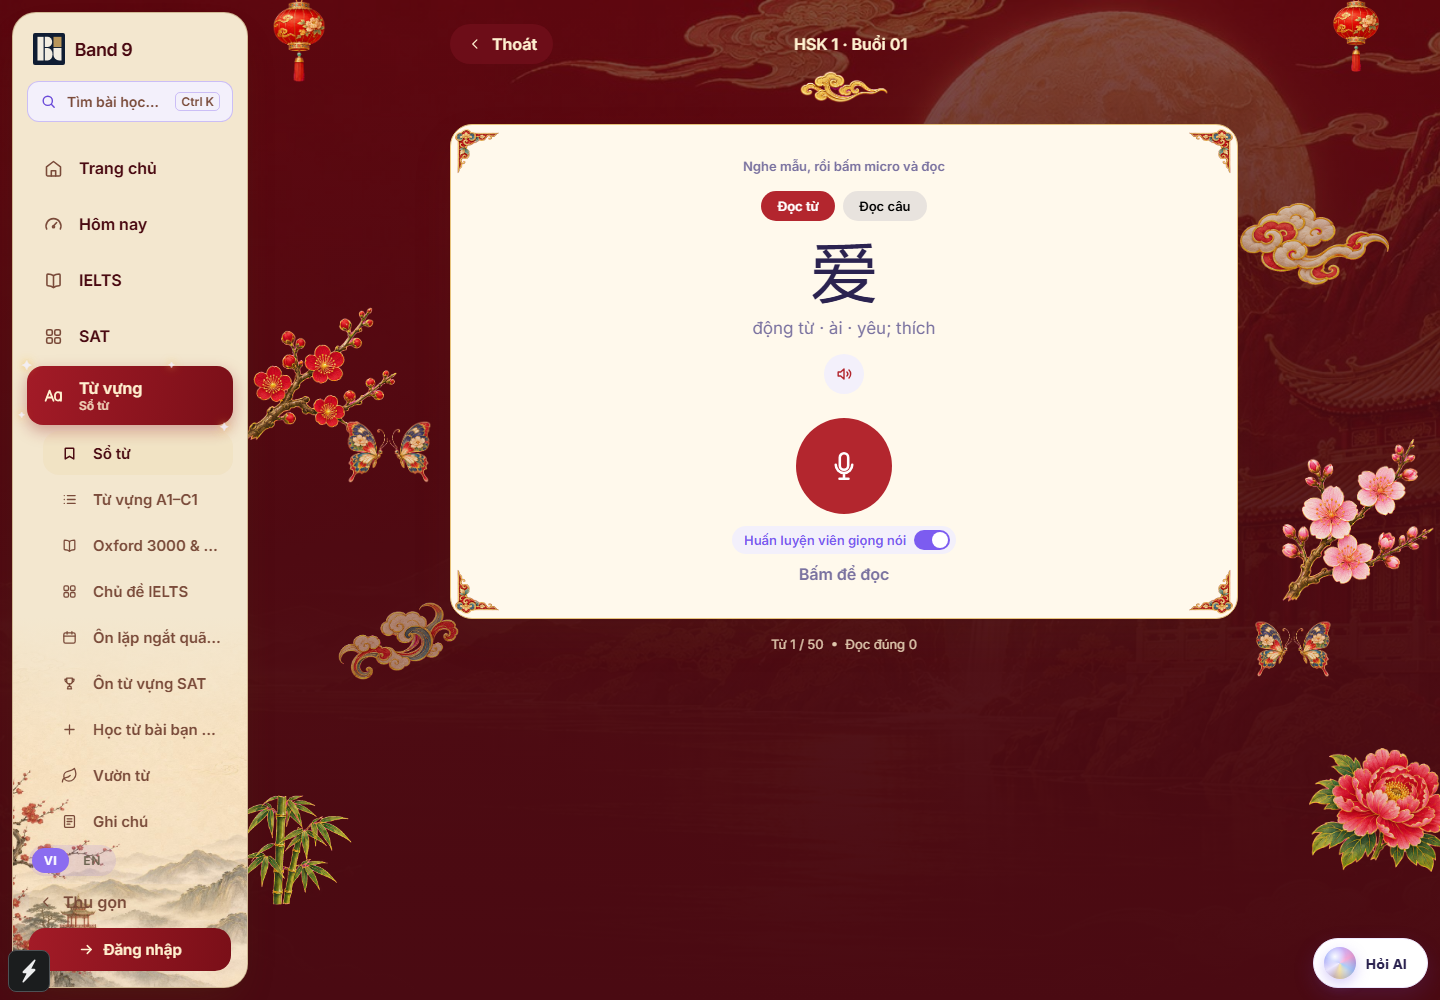 Band 9
Tìm bài học...
Ctrl K
Trang chủ
Hôm nay
IELTS
SAT
Từ vựng
Sổ từ
Sổ từ
Từ vựng A1–C1
Oxford 3000 & ...
Chủ đề IELTS
Ôn lặp ngắt quã...
Ôn từ vựng SAT
Học từ bài bạn ...
Vườn từ
Ghi chú
VI EN
Thu gọn
Đăng nhập
Thoát
HSK 1 · Buổi 01
Nghe mẫu, rồi bấm micro và đọc
Đọc từ
Đọc câu
爱
động từ · ài · yêu; thích
Huấn luyện viên giọng nói
Bấm để đọc
Từ 1 / 50 • Đọc đúng 0
Hỏi AI